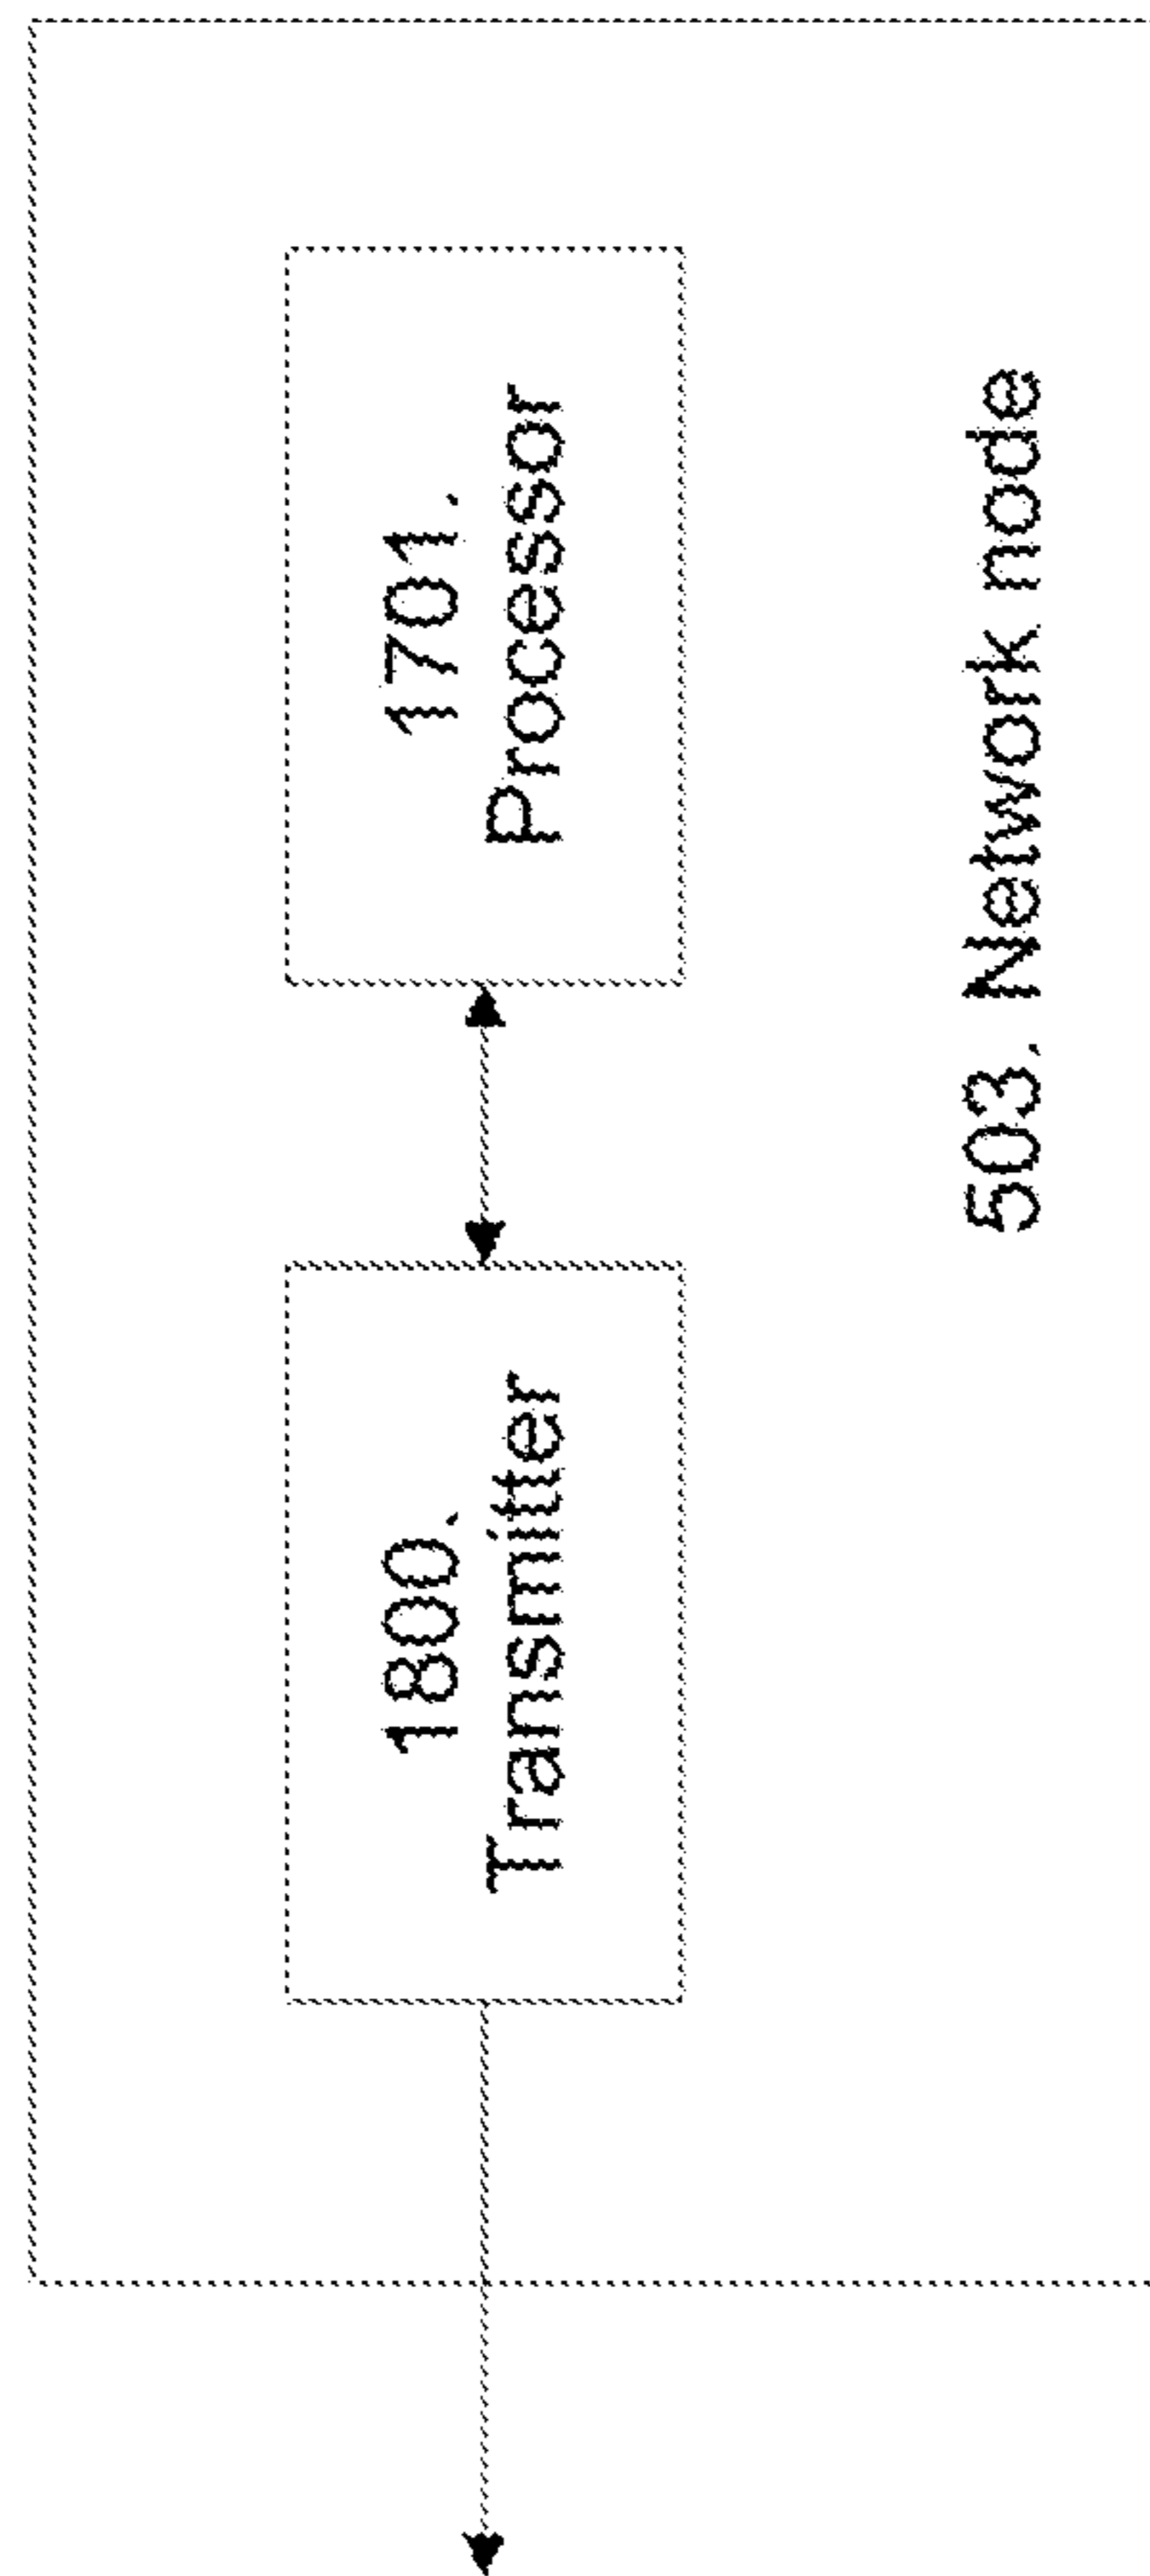 1800.
Transmitter
1701.
Processor
503. Network node